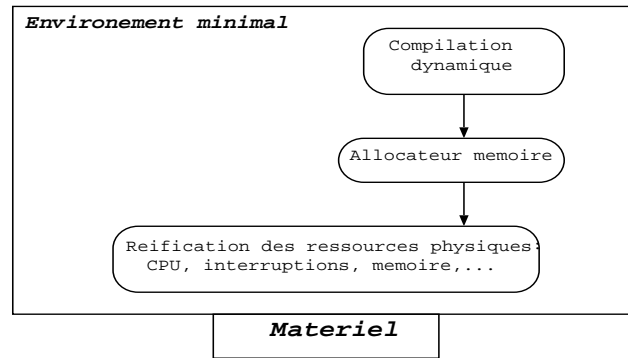 Environement minimal
Compilation
dynamique
Allocateur memoire
Reification des ressources physiques:
CPU, interruptions, memoire,...
Materiel